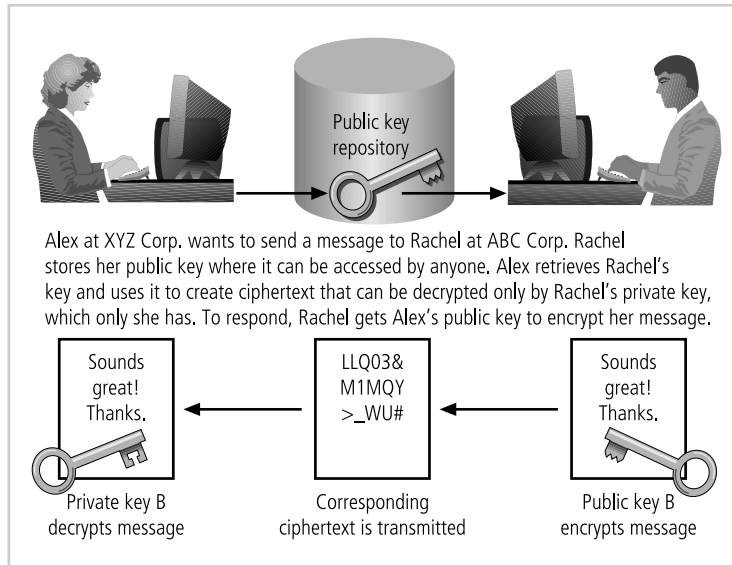 Public key
repository
Alex at XYZ Corp. wants to send a message to Rachel at ABC Corp. Rachel
stores her public key where it can be accessed by anyone. Alex retrieves Rachel's
key and uses it to create ciphertext that can be decrypted only by Rachel's private key,
which only she has. To respond, Rachel gets Alex's public key to encrypt her message.
Sounds
great!
Thanks.
LLQ03&
M1MQY
>_WU#
Sounds
great!
Thanks.
Private key B
decrypts message
Corresponding
ciphertext is transmitted
Public key B
encrypts message